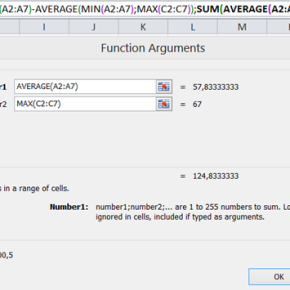 (A2:A7)-AVERAGE(MIN(A2:A7);MAX(C2:C7));SUM(AVERAGE(A2:A
I J K L M N
Function Arguments
AVERAGE(A2:A7) = 57,83333333
MAX(C2:C7) = 67
= 124,8333333
s in a range of cells.
Number1: number1;number2;... are 1 to 255 numbers to sum. Lo
ignored in cells, included if typed as arguments.
00,5
OK